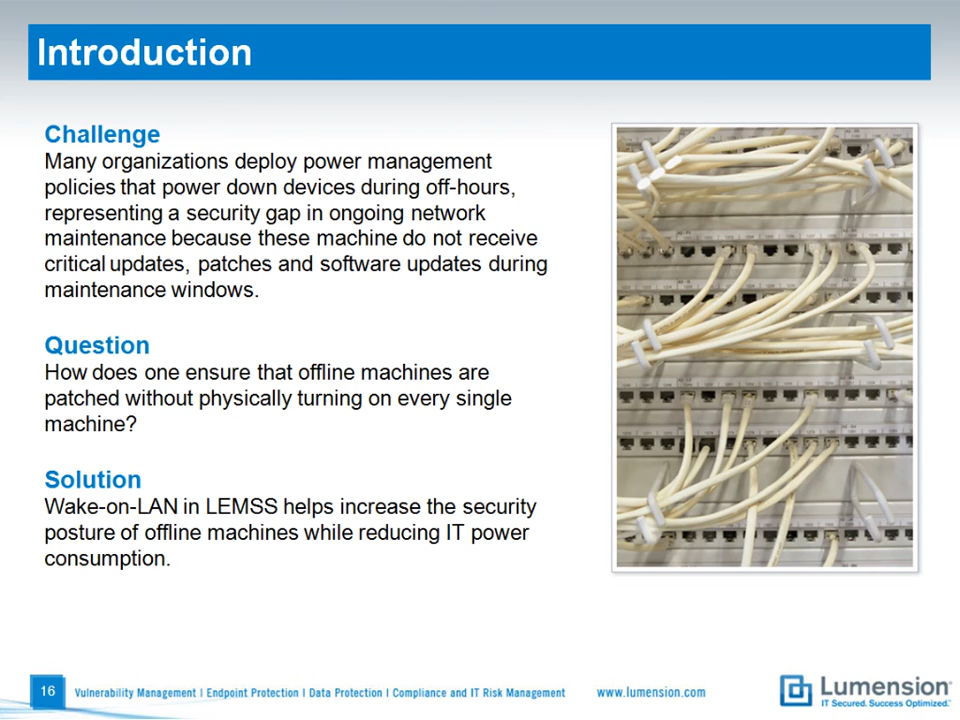 Introduction
Challenge
Many organizations deploy power management
policies that power down devices during off-hours,
representing a security gap in ongoing network
maintenance because these machine do not receive
critical updates, patches and software updates during
maintenance windows.
Question
How does one ensure that offline machines are
patched without physically turning on every single
machine?
Solution
Wake-on-LAN in LEMSS helps increase the security
posture of offline machines while reducing IT power
consumption.
16
Vulnerability Management | Endpoint Protection | Data Protection | Compliance and IT Risk Management
www.lumension.com
Lumension
IT Secured. Success Optimized.